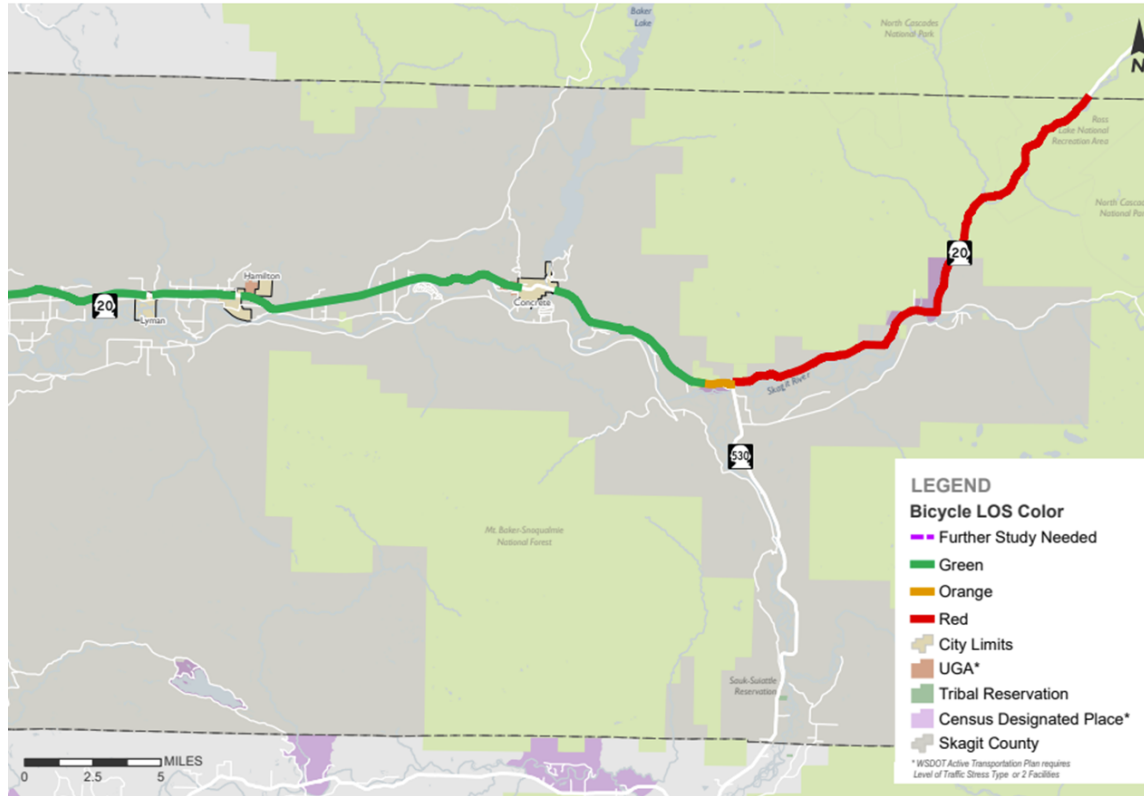 Baker
Lake
North Cascades
National Park
N
Ross
Lake National
Recreation Area
North Cascades
National Park
20
Hamilton
20
Lyman
Concrete
Skagit River
530
Mt. Baker-Snoqualmie
National Forest
Sauk-Suiattle
Reservation
LEGEND
Bicycle LOS Color
Further Study Needed
Green
Orange
Red
City Limits
UGA*
Tribal Reservation
Census Designated Place*
Skagit County
* WSDOT Active Transportation Plan requires
Level of Traffic Stress Type 1 or 2 Facilities
MILES
0 2.5 5